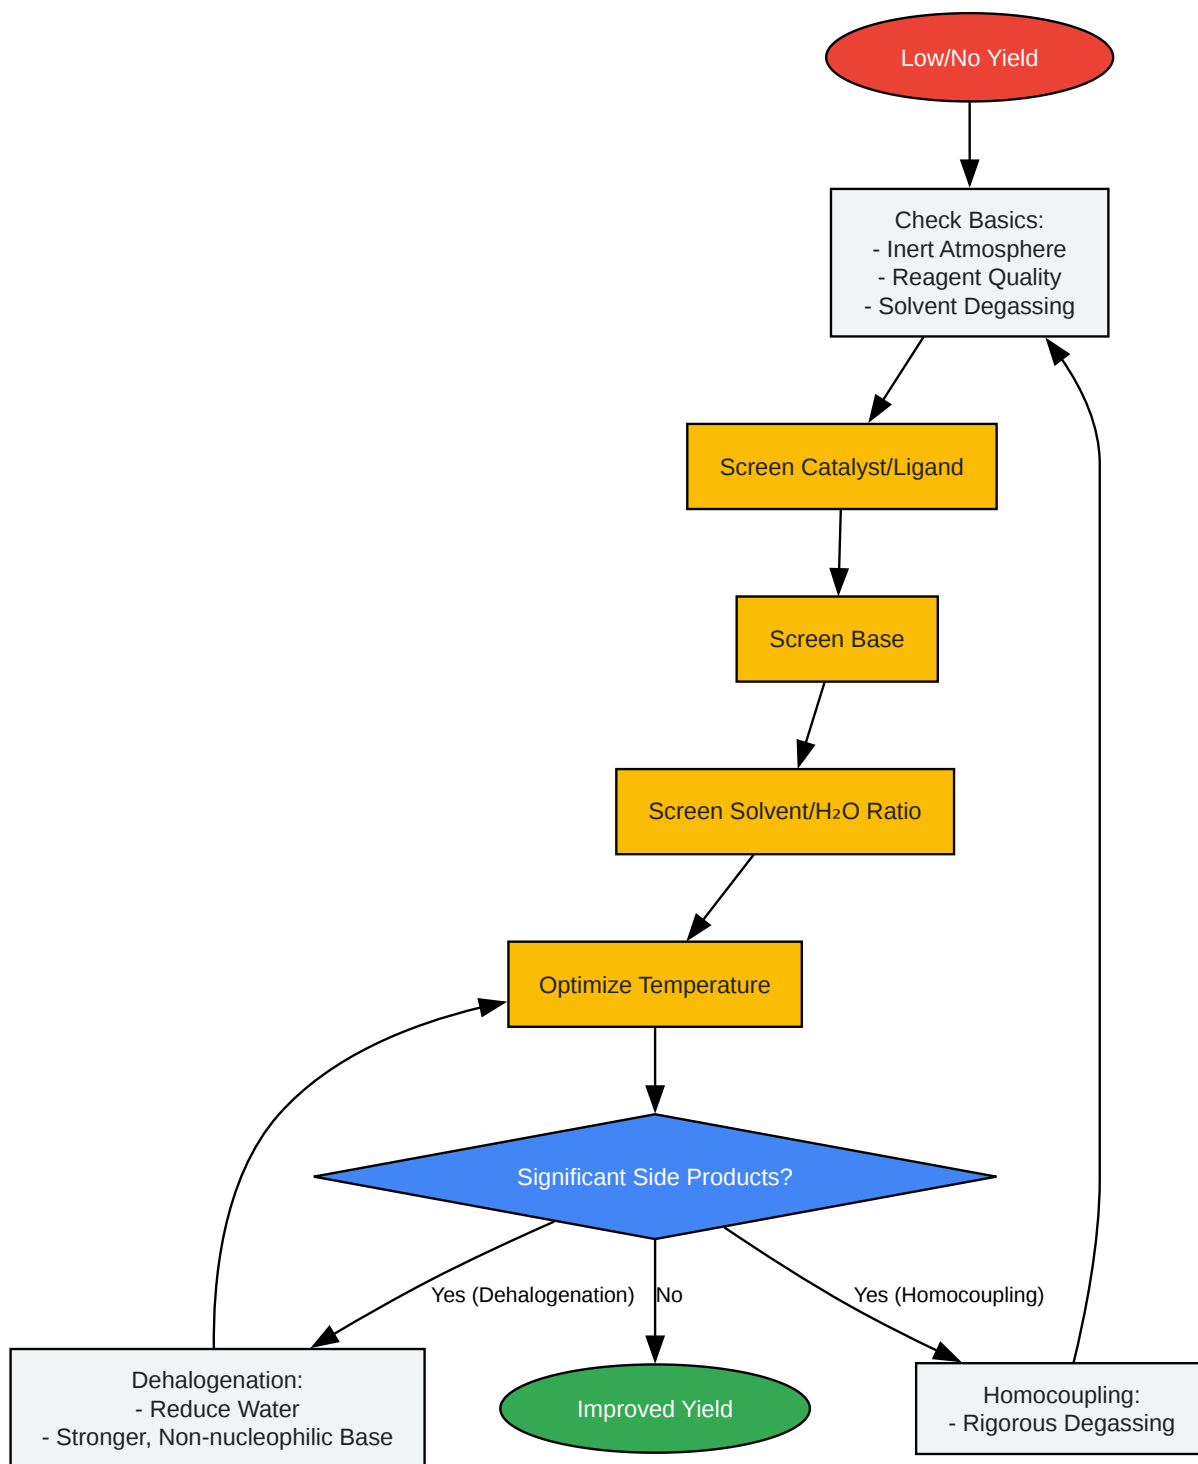 Low/No Yield
Check Basics:
- Inert Atmosphere
- Reagent Quality
- Solvent Degassing
Screen Catalyst/Ligand
Screen Base
Screen Solvent/H₂O Ratio
Optimize Temperature
Significant Side Products?
Yes (Dehalogenation)
No
Yes (Homocoupling)
Dehalogenation:
- Reduce Water
- Stronger, Non-nucleophilic Base
Improved Yield
Homocoupling:
- Rigorous Degassing